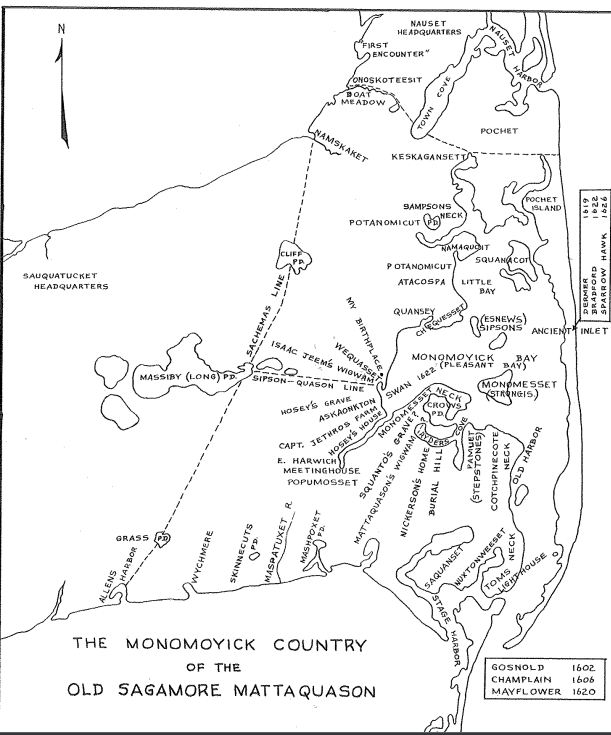 N
NAUSET
HEADQUARTERS
NAUSET
HARBOR
"FIRST
ENCOUNTER"
ONOSKOTEESIT
BOAT
MEADOW
TOWN COVE
POCHET
NAMSKAKET
KESKAGANSETT
SAMPSONS
NECK
PD.
POTANOMICUT
POCHET
ISLAND
DERMER 1619
BRADFORD 1622
SPARROW HAWK 1626
NAMAQUOIT
CLIFF
PD.
SQUANACOT
SAUQUATUCKET
HEADQUARTERS
POTANOMICUT
ATACOSPA
LITTLE
BAY
SACHEMAS LINE
MY BIRTHPLACE
QUANSEY
CHEQUESSET
(ESNEWS)
SIPSONS
ANCIENT INLET
WEQUASSET
ISAAC JEEM'S WIGWAM
MONOMOYICK BAY
(PLEASANT BAY)
MASSIBY (LONG) PD.
SIPSON-QUASON LINE
SWAN 1622
MONOMESSET
(STRONGIS.)
HOSEY'S GRAVE
ASKAONKTON
MONOMESSET NECK
CROWS
PD.
CAPT. JETHROS FARM
HOSEY'S HOUSE
SQUANTO'S GRAVE?
?
RYDERS COVE
E. HARWICH
MEETINGHOUSE
POPUMOSSET
MATTAQUASON'S WIGWAM
NICKERSON'S HOME
BURIAL HILL
FAMUET
(STEPSTONES)
COTCHPINECOTE
NECK
OLD HARBOR
GRASS PD.
ALLENS
HARBOR
WYCHMERE
SKINNECUTS
PD.
MASPATUXET R.
MASHPOXET
PD.
SAQUANSET
WUXTONWEESET
NECK
TOMS
LIGHTHOUSE
STAGE HARBOR
THE MONOMOYICK COUNTRY
OF THE
OLD SAGAMORE MATTAQUASON
GOSNOLD 1602
CHAMPLAIN 1606
MAYFLOWER 1620